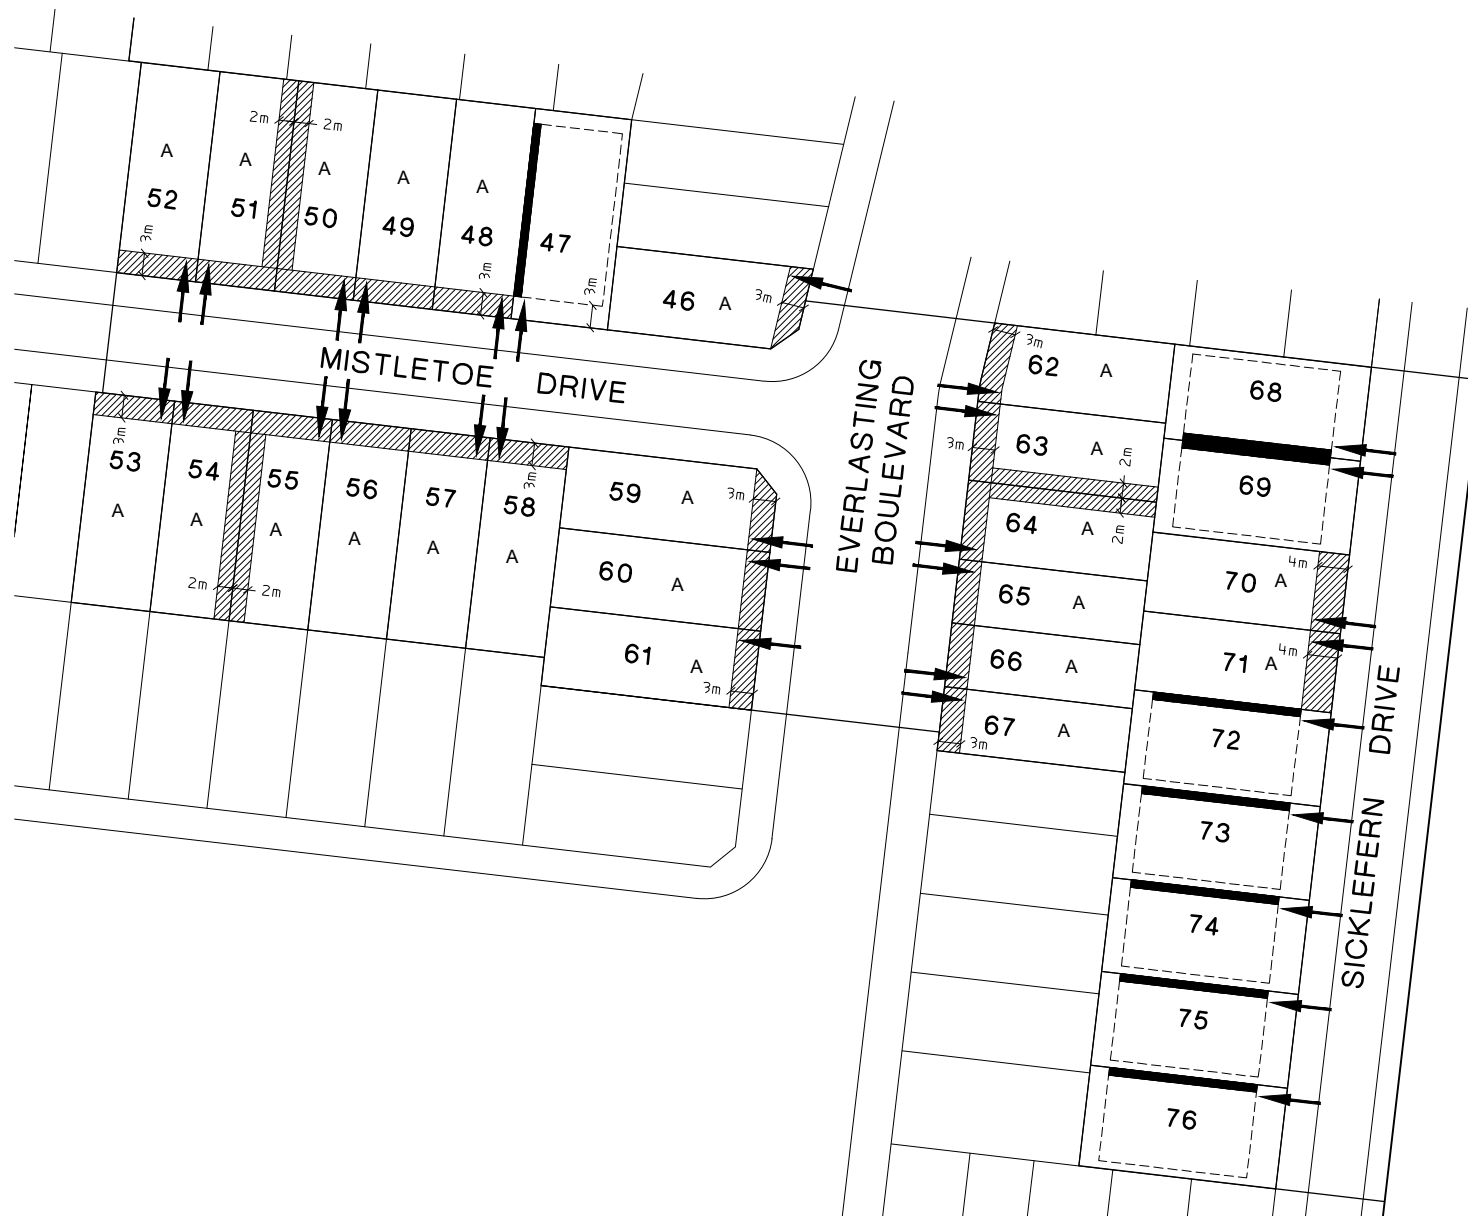 2m
2m
A
A
A
A
A
52
51
50
49
48
47
3m
3m
3m
46
A
3m
MISTLETOE DRIVE
53
54
55
56
57
58
A
A
A
A
A
A
3m
3m
2m
2m
59
A
3m
60
A
61
A
3m
EVERLASTING
BOULEVARD
3m
62
A
3m
63
A
2m
64
A
2m
65
A
66
A
67
A
3m
68
69
4m
70
A
4m
71
A
72
73
74
75
76
SICKLEFERN DRIVE